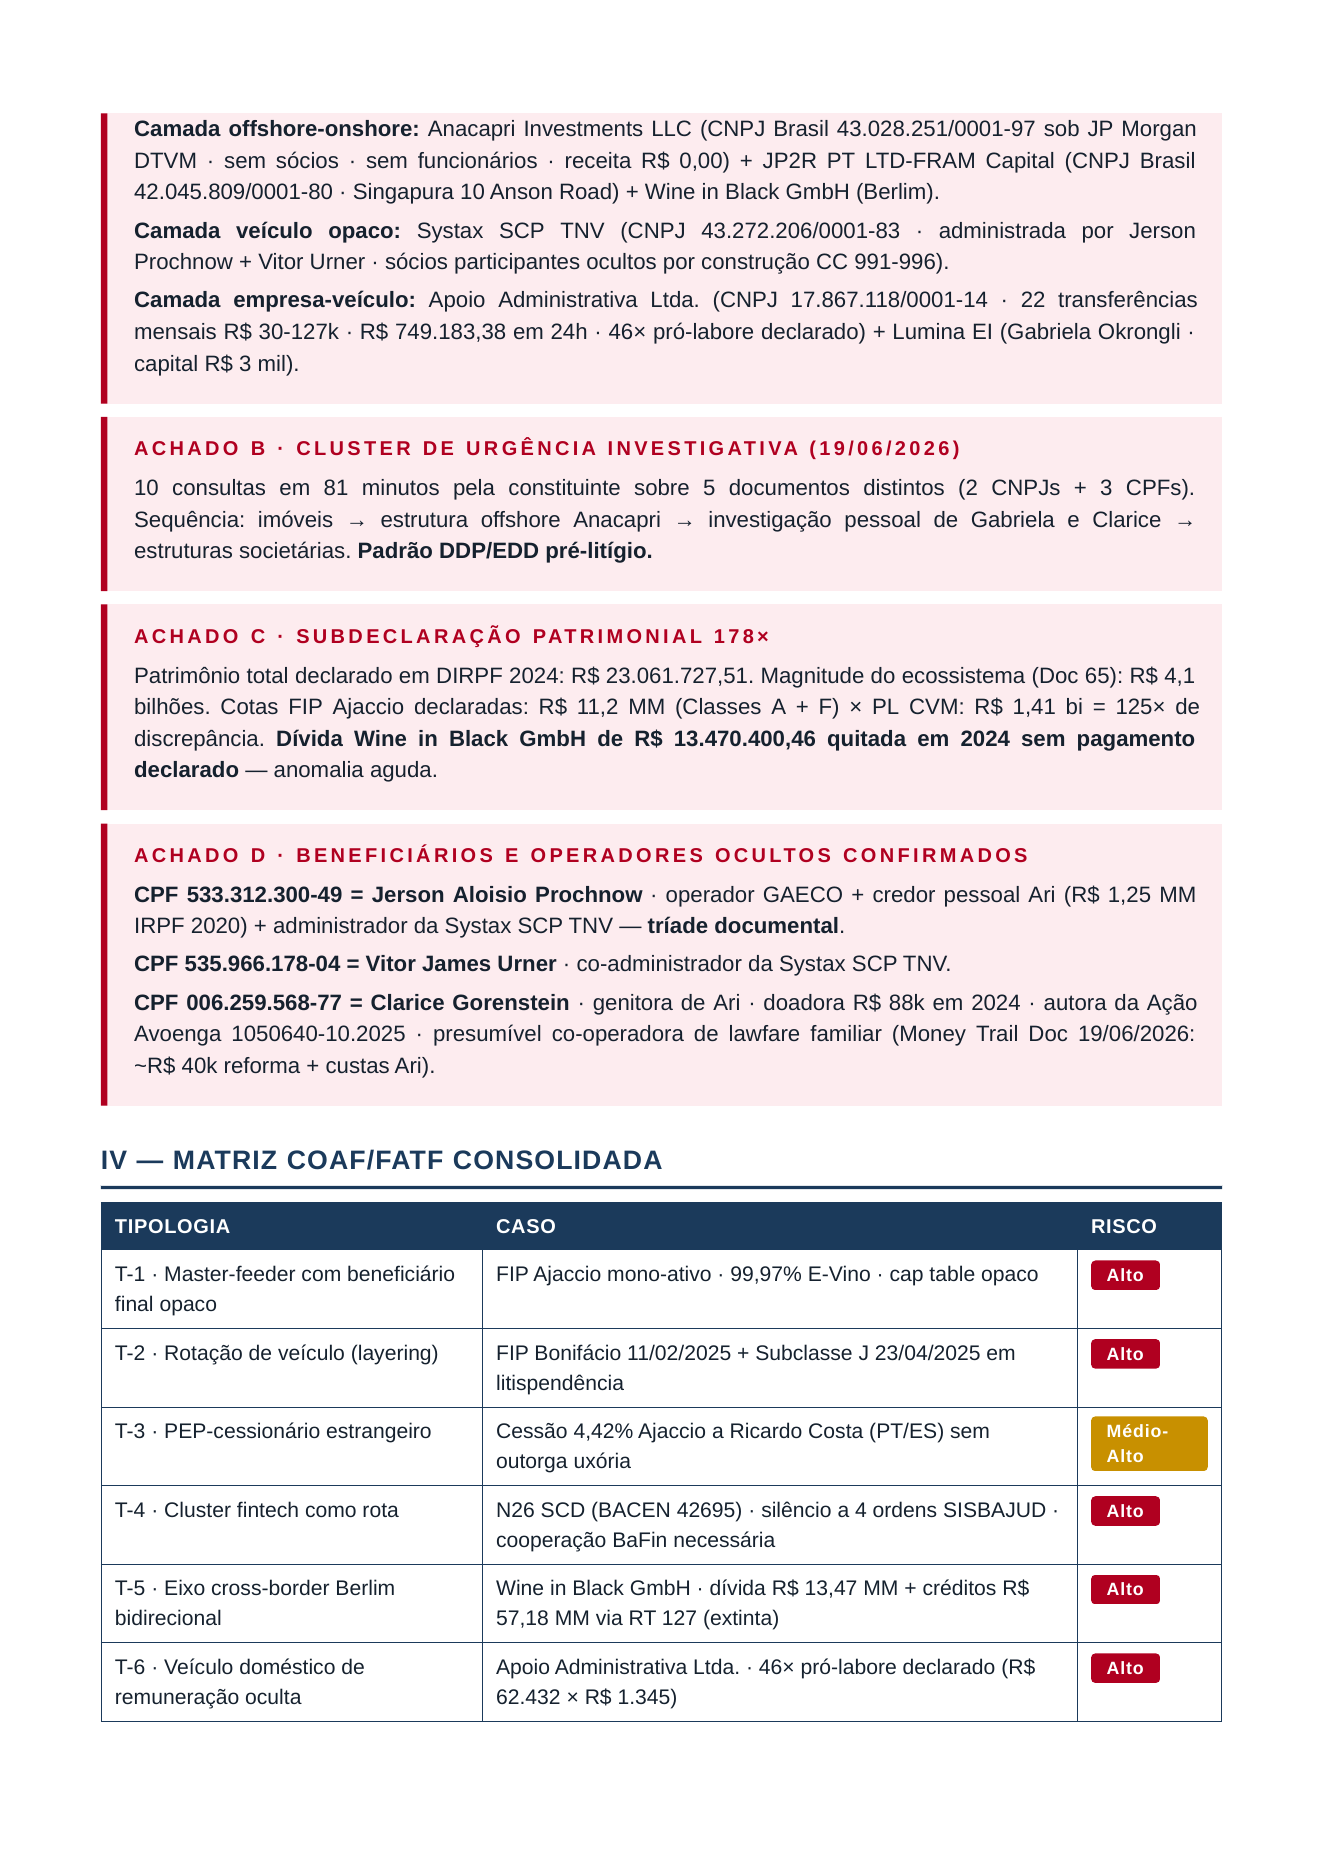 Camada offshore-onshore: Anacapri Investments LLC (CNPJ Brasil 43.028.251/0001-97 sob JP Morgan
DTVM · sem sócios · sem funcionários · receita R$ 0,00) + JP2R PT LTD-FRAM Capital (CNPJ Brasil
42.045.809/0001-80 · Singapura 10 Anson Road) + Wine in Black GmbH (Berlim).
Camada veículo opaco: Systax SCP TNV (CNPJ 43.272.206/0001-83 · administrada por Jerson
Prochnow + Vitor Urner · sócios participantes ocultos por construção CC 991-996).
Camada empresa-veículo: Apoio Administrativa Ltda. (CNPJ 17.867.118/0001-14 · 22 transferências
mensais R$ 30-127k · R$ 749.183,38 em 24h · 46× pró-labore declarado) + Lumina EI (Gabriela Okrongli ·
capital R$ 3 mil).
ACHADO B · CLUSTER DE URGÊNCIA INVESTIGATIVA (19/06/2026)
10 consultas em 81 minutos pela constituinte sobre 5 documentos distintos (2 CNPJs + 3 CPFs).
Sequência: imóveis → estrutura offshore Anacapri → investigação pessoal de Gabriela e Clarice →
estruturas societárias. Padrão DDP/EDD pré-litígio.
ACHADO C · SUBDECLARAÇÃO PATRIMONIAL 178×
Patrimônio total declarado em DIRPF 2024: R$ 23.061.727,51. Magnitude do ecossistema (Doc 65): R$ 4,1
bilhões. Cotas FIP Ajaccio declaradas: R$ 11,2 MM (Classes A + F) × PL CVM: R$ 1,41 bi = 125× de
discrepância. Dívida Wine in Black GmbH de R$ 13.470.400,46 quitada em 2024 sem pagamento
declarado — anomalia aguda.
ACHADO D · BENEFICIÁRIOS E OPERADORES OCULTOS CONFIRMADOS
CPF 533.312.300-49 = Jerson Aloisio Prochnow · operador GAECO + credor pessoal Ari (R$ 1,25 MM
IRPF 2020) + administrador da Systax SCP TNV — tríade documental.
CPF 535.966.178-04 = Vitor James Urner · co-administrador da Systax SCP TNV.
CPF 006.259.568-77 = Clarice Gorenstein · genitora de Ari · doadora R$ 88k em 2024 · autora da Ação
Avoenga 1050640-10.2025 · presumível co-operadora de lawfare familiar (Money Trail Doc 19/06/2026:
~R$ 40k reforma + custas Ari).
IV — MATRIZ COAF/FATF CONSOLIDADA
TIPOLOGIA CASO RISCO
T-1 · Master-feeder com beneficiário FIP Ajaccio mono-ativo · 99,97% E-Vino · cap table opaco Alto
final opaco
T-2 · Rotação de veículo (layering) FIP Bonifácio 11/02/2025 + Subclasse J 23/04/2025 em Alto
litispendência
T-3 · PEP-cessionário estrangeiro Cessão 4,42% Ajaccio a Ricardo Costa (PT/ES) sem Médio-
outorga uxória Alto
T-4 · Cluster fintech como rota N26 SCD (BACEN 42695) · silêncio a 4 ordens SISBAJUD · Alto
cooperação BaFin necessária
T-5 · Eixo cross-border Berlim Wine in Black GmbH · dívida R$ 13,47 MM + créditos R$ Alto
bidirecional 57,18 MM via RT 127 (extinta)
T-6 · Veículo doméstico de Apoio Administrativa Ltda. · 46× pró-labore declarado (R$ Alto
remuneração oculta 62.432 × R$ 1.345)